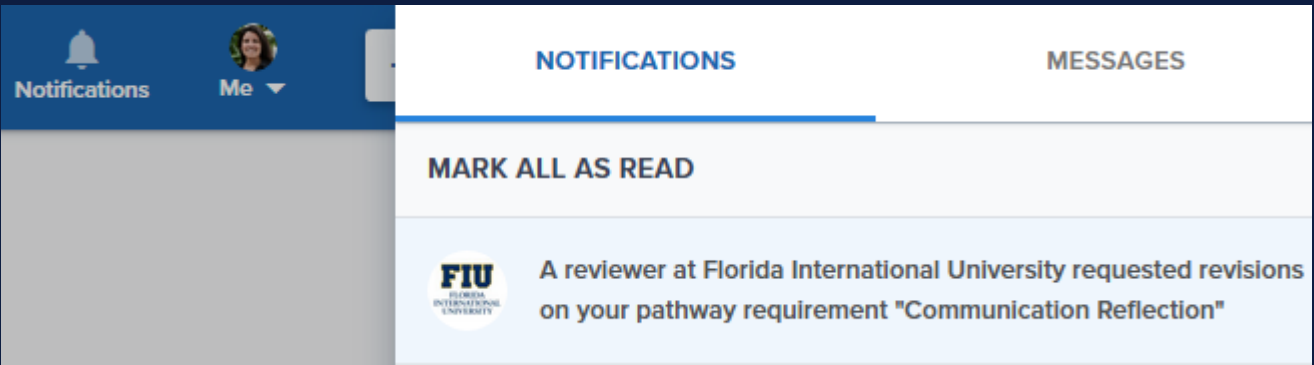 Notifications
Me
NOTIFICATIONS
MESSAGES
MARK ALL AS READ
FIU
FLORIDA
INTERNATIONAL
UNIVERSITY
A reviewer at Florida International University requested revisions
on your pathway requirement "Communication Reflection"